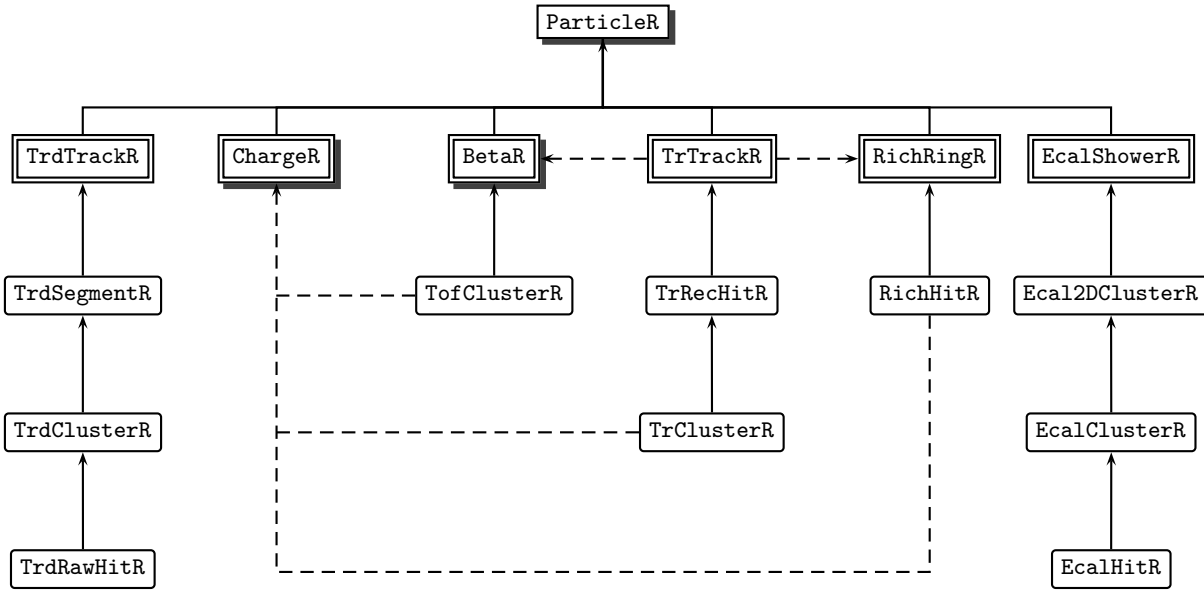 ParticleR
TrdTrackR
ChargeR
BetaR
TrTrackR
RichRingR
EcalShowerR
TrdSegmentR
TofClusterR
TrRecHitR
RichHitR
Ecal2DClusterR
TrdClusterR
TrClusterR
EcalClusterR
TrdRawHitR
EcalHitR